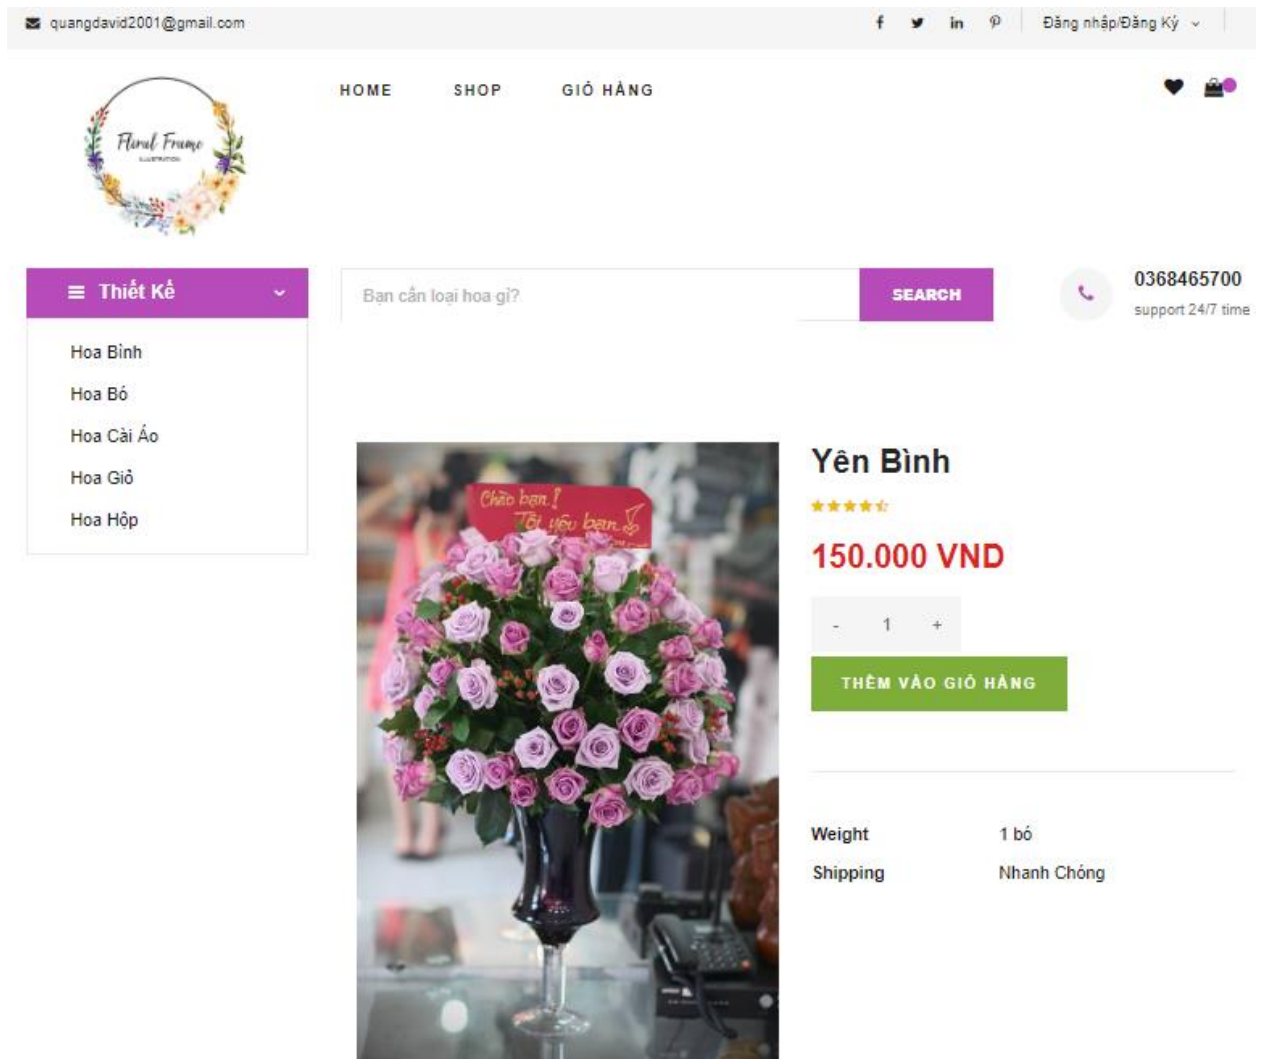 quangdavid2001@gmail.com
Đăng nhập/Đăng Ký
HOME SHOP GIỎ HÀNG
Floral Frame
ILLUSTRATION
Thiết Kế
Bạn cần loại hoa gì?
SEARCH
0368465700
support 24/7 time
Hoa Bình
Hoa Bó
Hoa Cài Áo
Hoa Giỏ
Hoa Hộp
Chào bạn!
Tôi yêu bạn
Yên Bình
150.000 VND
- 1 +
THÊM VÀO GIỎ HÀNG
Weight 1 bó
Shipping Nhanh Chóng